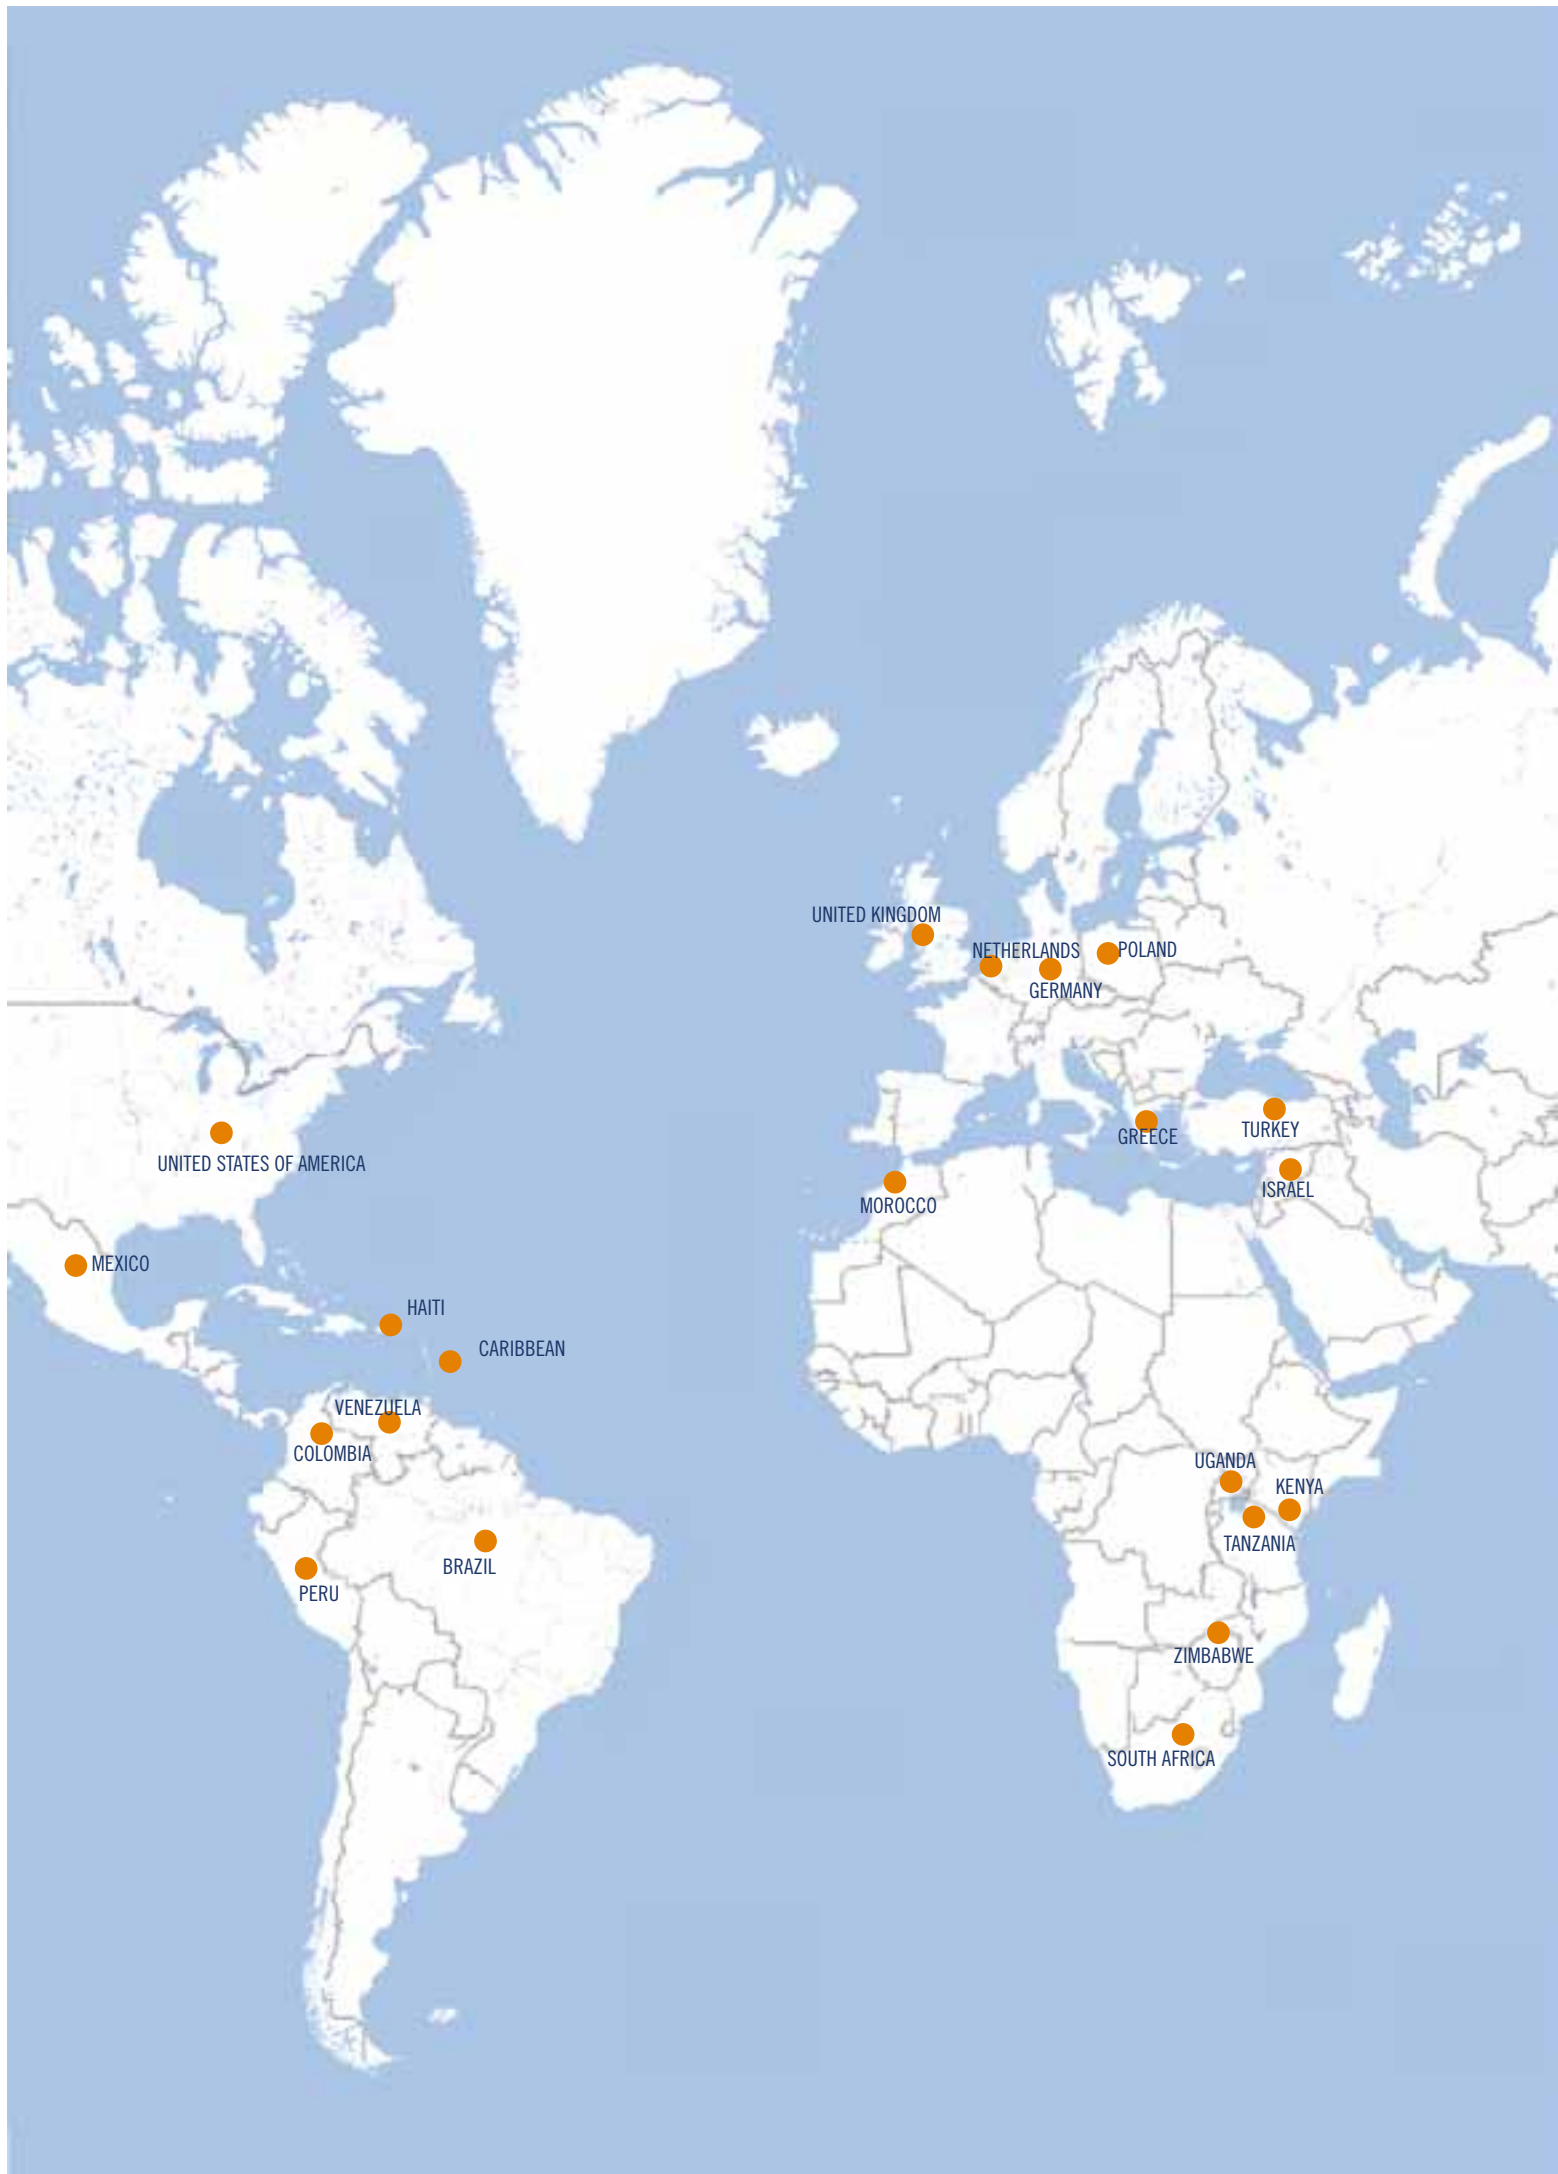 UNITED KINGDOM
NETHERLANDS
POLAND
GERMANY
GREECE
TURKEY
UNITED STATES OF AMERICA
ISRAEL
MOROCCO
MEXICO
HAITI
CARIBBEAN
VENEZUELA
COLOMBIA
UGANDA
KENYA
TANZANIA
BRAZIL
PERU
ZIMBABWE
SOUTH AFRICA